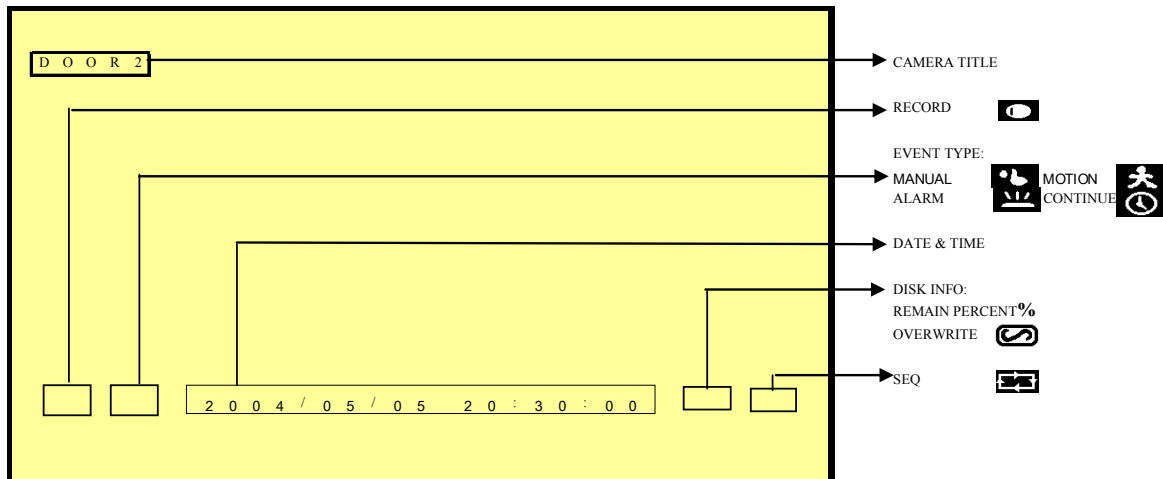 DOOR2
CAMERA TITLE
RECORD
EVENT TYPE:
MANUAL MOTION
ALARM CONTINUE
DATE & TIME
DISK INFO:
REMAIN PERCENT%
OVERWRITE
SEQ
2004/05/05 20:30:00